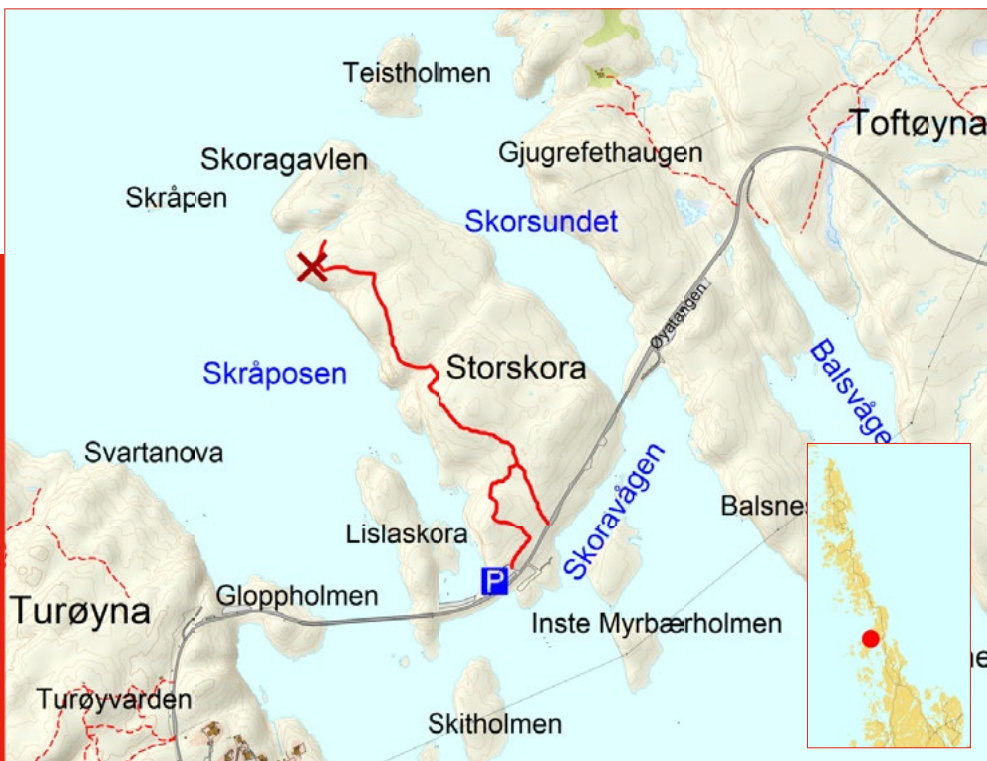 Teistholmen
Toftøyna
Skoragavlen
Gjugrefethaugen
Skråpen
Skorsundet
Øyatangen
Skråposen
Storskora
Balsvåge
Svartanova
Skoravågen
Balsnes
Lislaskora
P
Gloppholmen
Turøyna
Inste Myrbærholmen
Turøyvarden
Skitholmen